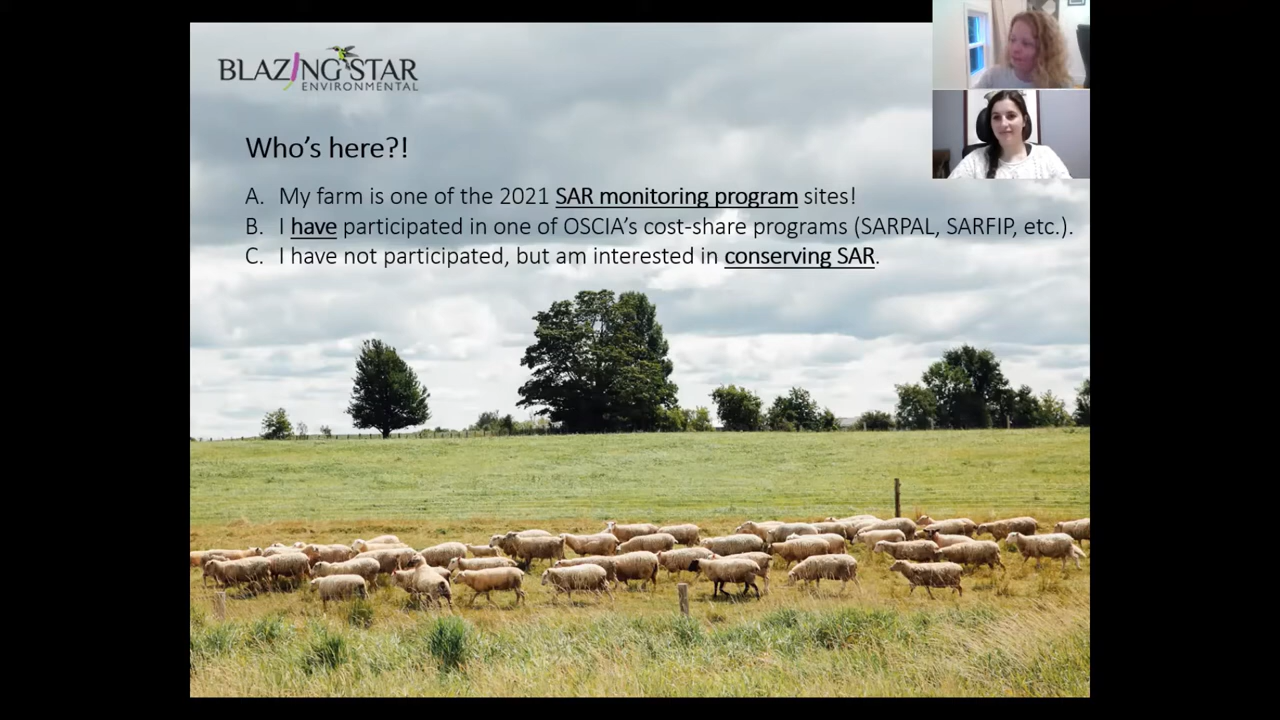 BLAZING STAR
ENVIRONMENTAL
Who's here?!
A. My farm is one of the 2021 SAR monitoring program sites!
B. I have participated in one of OSCIA's cost-share programs (SARPAL, SARFIP, etc.).
C. I have not participated, but am interested in conserving SAR.